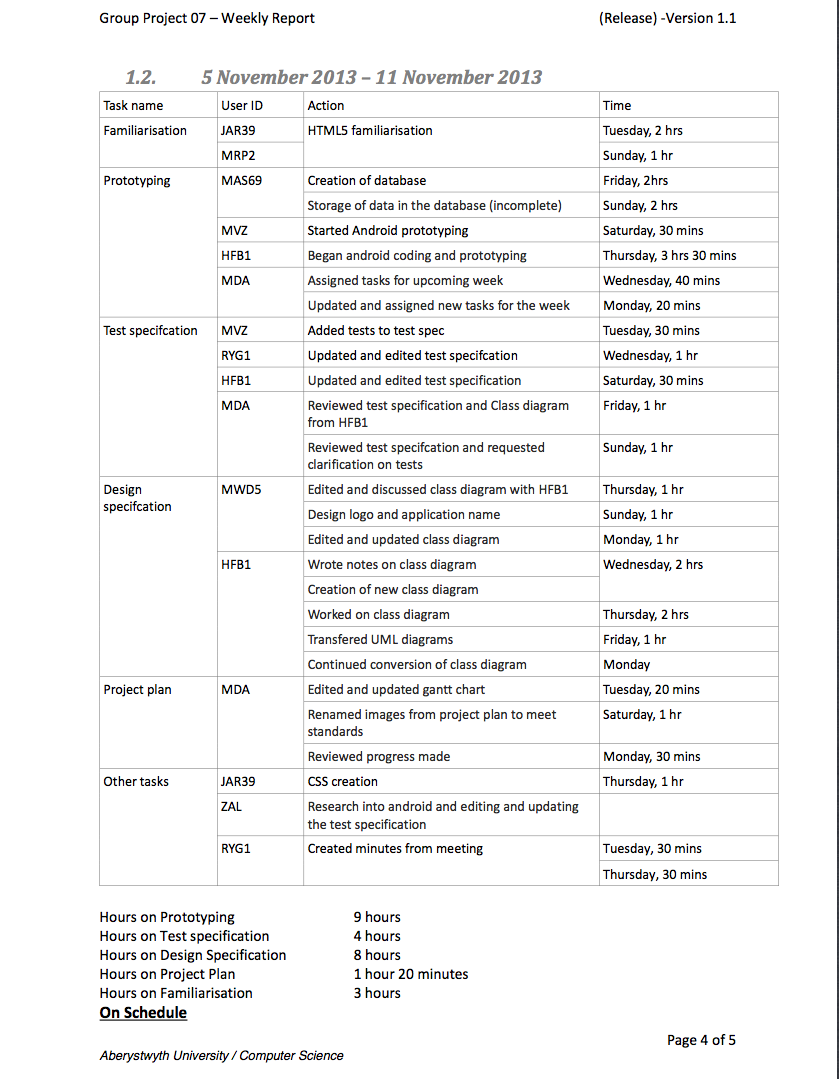 Group Project 07 – Weekly Report (Release) -Version 1.1
1.2. 5 November 2013 – 11 November 2013
Task name User ID Action Time
Familiarisation JAR39 HTML5 familiarisation Tuesday, 2 hrs
MRP2 Sunday, 1 hr
Prototyping MAS69 Creation of database Friday, 2hrs
Storage of data in the database (incomplete) Sunday, 2 hrs
MVZ Started Android prototyping Saturday, 30 mins
HFB1 Began android coding and prototyping Thursday, 3 hrs 30 mins
MDA Assigned tasks for upcoming week Wednesday, 40 mins
Updated and assigned new tasks for the week Monday, 20 mins
Test specifcation MVZ Added tests to test spec Tuesday, 30 mins
RYG1 Updated and edited test specifcation Wednesday, 1 hr
HFB1 Updated and edited test specification Saturday, 30 mins
MDA Reviewed test specification and Class diagram Friday, 1 hr
from HFB1
Reviewed test specifcation and requested Sunday, 1 hr
clarification on tests
Design MWD5 Edited and discussed class diagram with HFB1 Thursday, 1 hr
specifcation
Design logo and application name Sunday, 1 hr
Edited and updated class diagram Monday, 1 hr
HFB1 Wrote notes on class diagram Wednesday, 2 hrs
Creation of new class diagram
Worked on class diagram Thursday, 2 hrs
Transfered UML diagrams Friday, 1 hr
Continued conversion of class diagram Monday
Project plan MDA Edited and updated gantt chart Tuesday, 20 mins
Renamed images from project plan to meet Saturday, 1 hr
standards
Reviewed progress made Monday, 30 mins
Other tasks JAR39 CSS creation Thursday, 1 hr
ZAL Research into android and editing and updating
the test specification
RYG1 Created minutes from meeting Tuesday, 30 mins
Thursday, 30 mins
Hours on Prototyping 9 hours
Hours on Test specification 4 hours
Hours on Design Specification 8 hours
Hours on Project Plan 1 hour 20 minutes
Hours on Familiarisation 3 hours
On Schedule
Page 4 of 5
Aberystwyth University / Computer Science